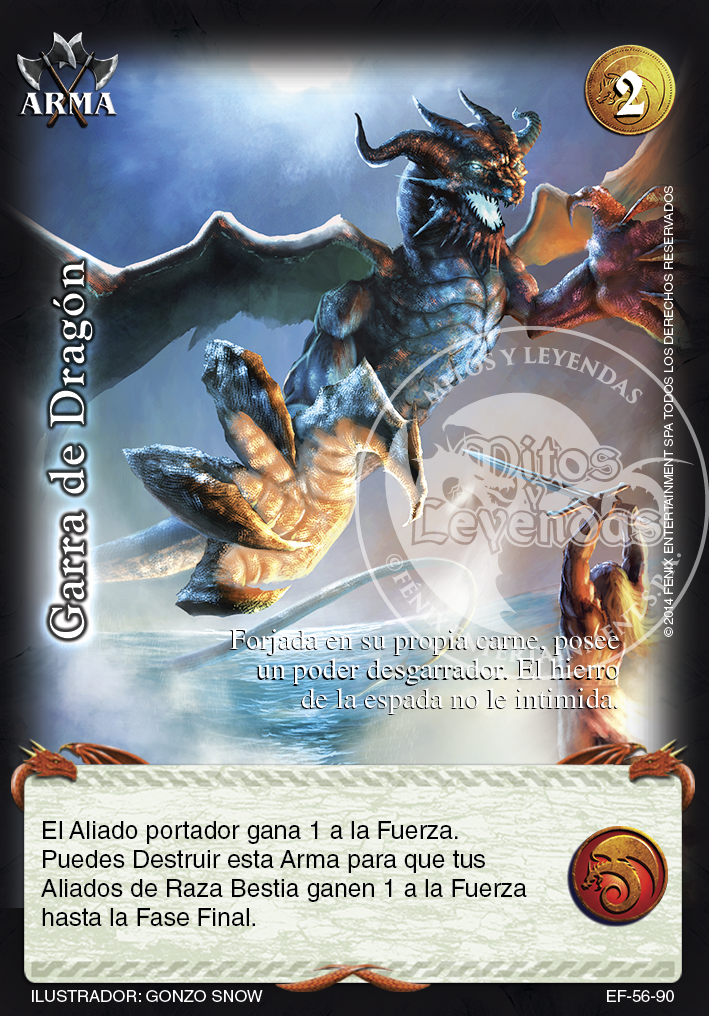 ARMA
2
Garra de Dragón
© 2014 FENIX ENTERTAINMENT SPA TODOS LOS DERECHOS RESERVADOS
MITOS Y LEYENDAS
Mitos
y
Leyendas
Forjada en su propia carne, posee
un poder desgarrador. El hierro
de la espada no le intimida.
El Aliado portador gana 1 a la Fuerza.
Puedes Destruir esta Arma para que tus
Aliados de Raza Bestia ganen 1 a la Fuerza
hasta la Fase Final.
ILUSTRADOR: GONZO SNOW
EF-56-90